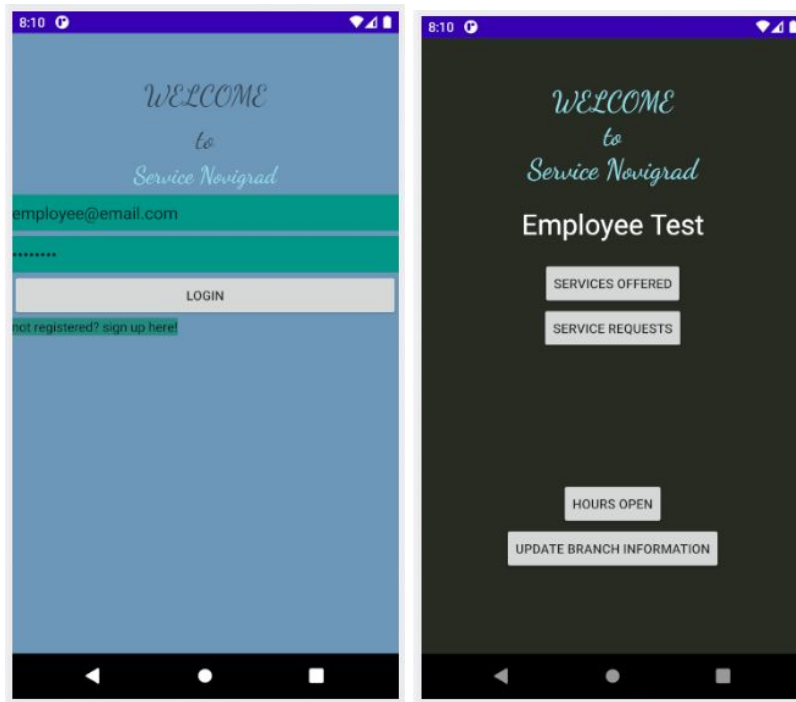 8:10
WELCOME
to
Service Novigrad
employee@email.com
••••••••
LOGIN
not registered? sign up here!
8:10
WELCOME
to
Service Novigrad
Employee Test
SERVICES OFFERED
SERVICE REQUESTS
HOURS OPEN
UPDATE BRANCH INFORMATION